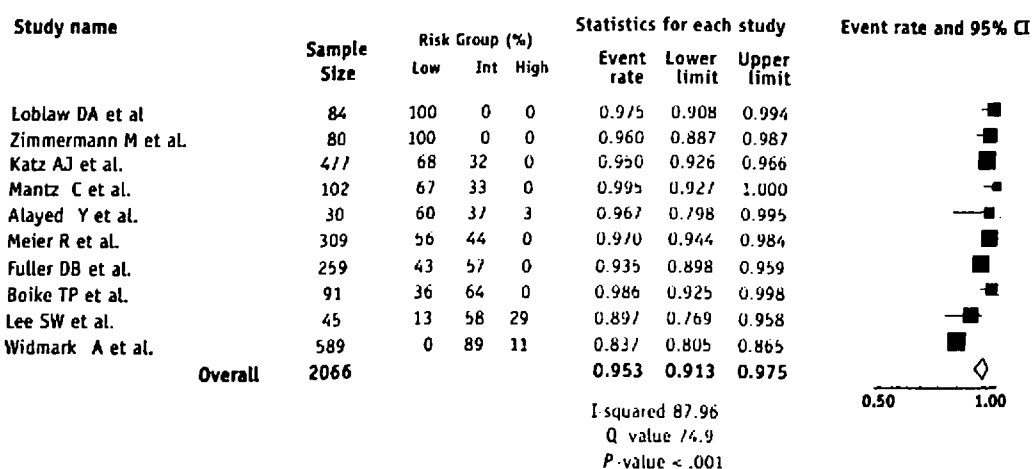 Study name Statistics for each study Event rate and 95% CI
Sample Size Risk Group (%) Low Int High Event rate Lower limit Upper limit
Loblaw DA et al 84 100 0 0 0.975 0.908 0.994
Zimmermann M et al. 80 100 0 0 0.960 0.887 0.987
Katz AJ et al. 477 68 32 0 0.950 0.926 0.966
Mantz C et al. 102 67 33 0 0.995 0.927 1.000
Alayed Y et al. 30 60 37 3 0.967 0.798 0.995
Meier R et al. 309 56 44 0 0.970 0.944 0.984
Fuller DB et al. 259 43 57 0 0.935 0.898 0.959
Boike TP et al. 91 36 64 0 0.986 0.925 0.998
Lee SW et al. 45 13 58 29 0.897 0.769 0.958
Widmark A et al. 589 0 89 11 0.837 0.805 0.865
Overall 2066 0.953 0.913 0.975
0.50 1.00
I-squared 87.96
Q value 74.9
P-value < .001